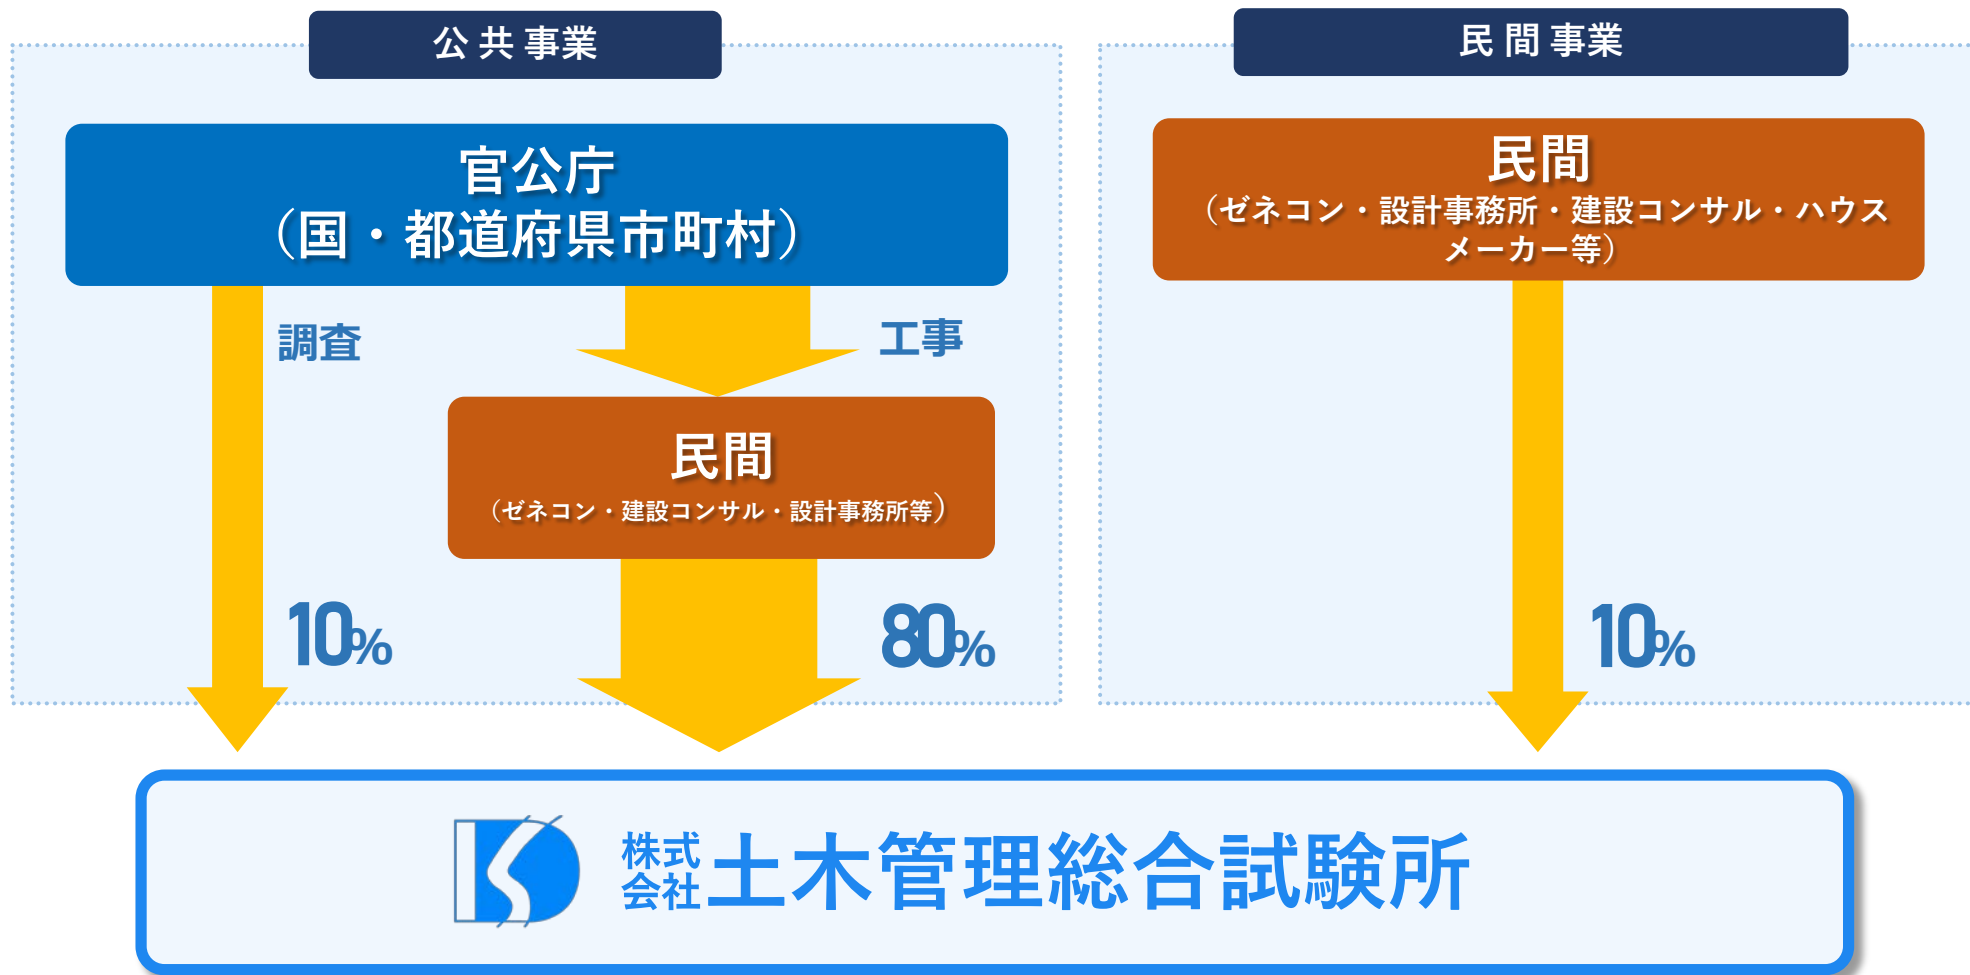 公共事業
官公庁
（国・都道府県市町村）
調査
工事
民間
（ゼネコン・建設コンサル・設計事務所等）
10%
80%
民間事業
民間
（ゼネコン・設計事務所・建設コンサル・ハウス
メーカー等）
10%
株式
会社
土木管理総合試験所